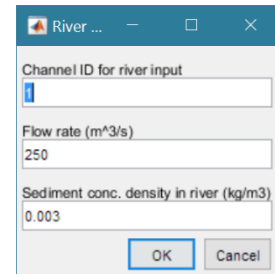 River ...
Channel ID for river input
1
Flow rate (m^3/s)
250
Sediment conc. density in river (kg/m3)
0.003
OK Cancel